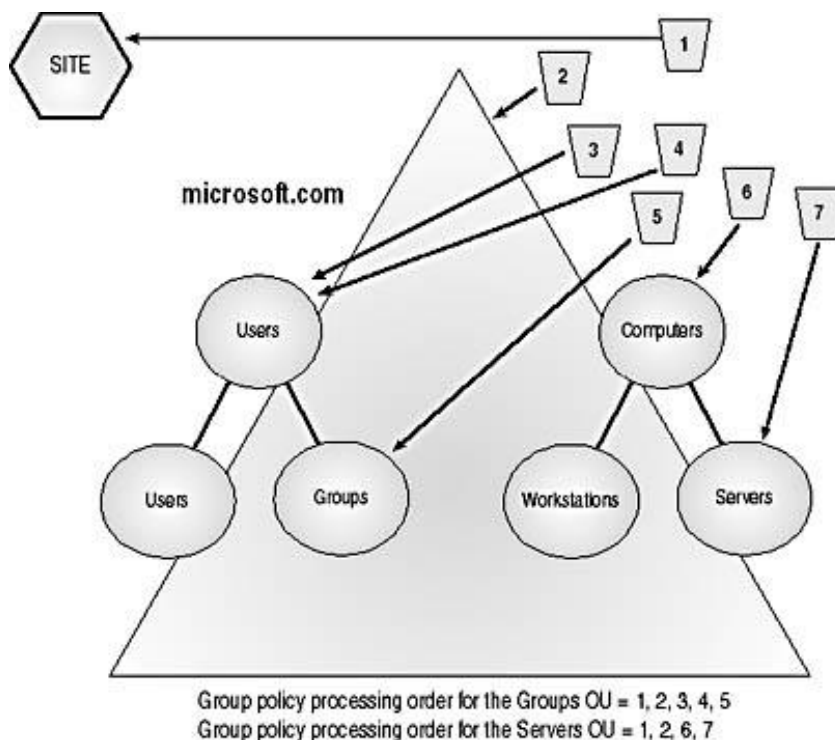 1
SITE
2
3
4
microsoft.com
6
5
7
Users
Computers
Users
Groups
Workstations
Servers
Group policy processing order for the Groups OU = 1, 2, 3, 4, 5
Group policy processing order for the Servers OU = 1, 2, 6, 7